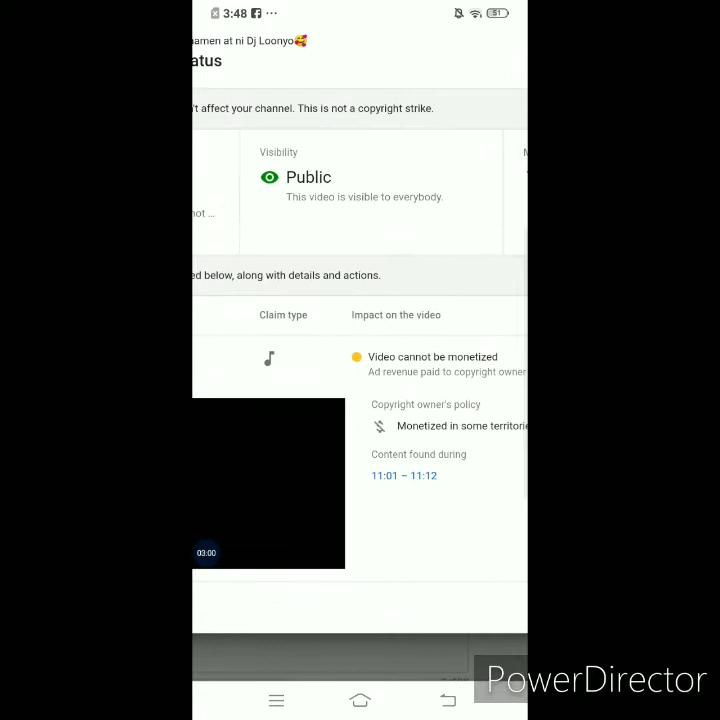 3:48
amen at ni Dj Loonyo🥰
atus
't affect your channel. This is not a copyright strike.
Visibility
Public
This video is visible to everybody.
not ...
ed below, along with details and actions.
Claim type
Impact on the video
Video cannot be monetized
Ad revenue paid to copyright owner
Copyright owner's policy
Monetized in some territorie
Content found during
11:01 – 11:12
03:00
51
PowerDirector